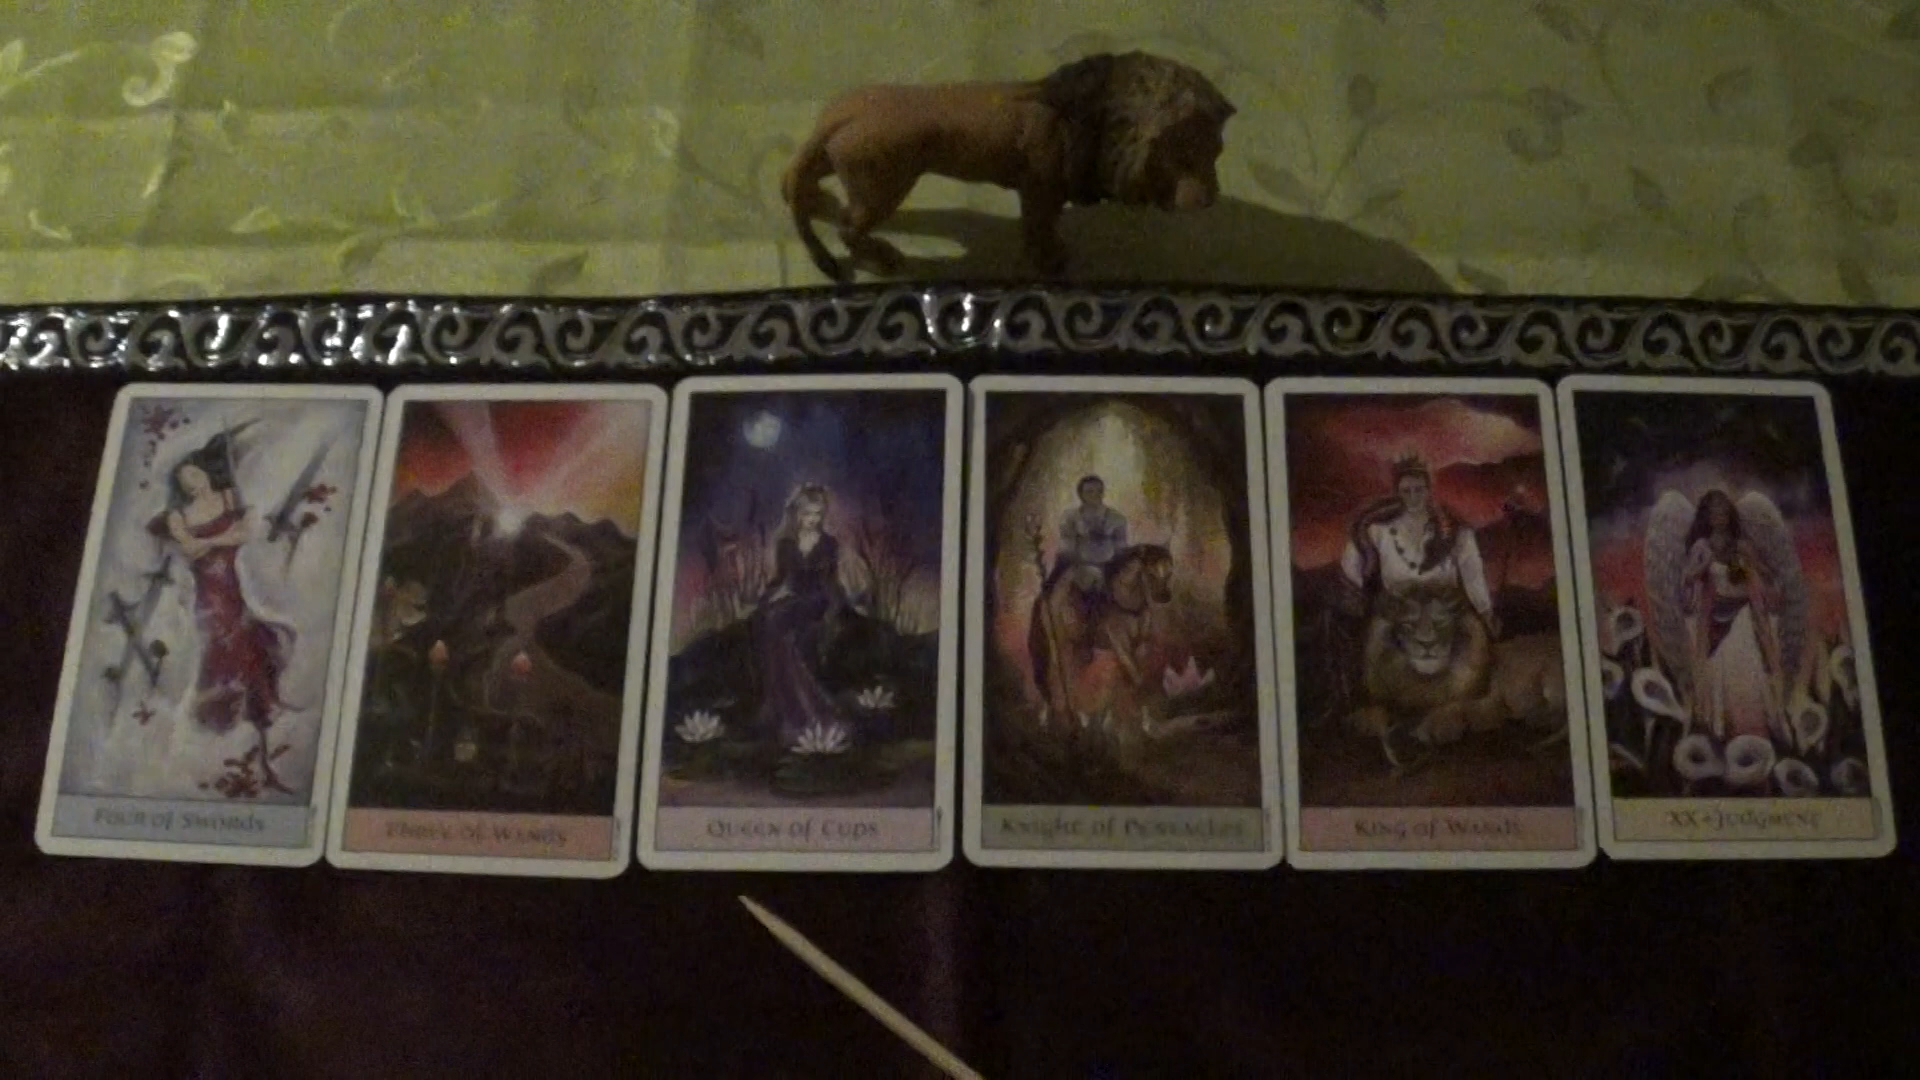 Four of Swords
Three of Wands
Queen of Cups
Knight of Pentacles
King of Wands
XX • Judgment